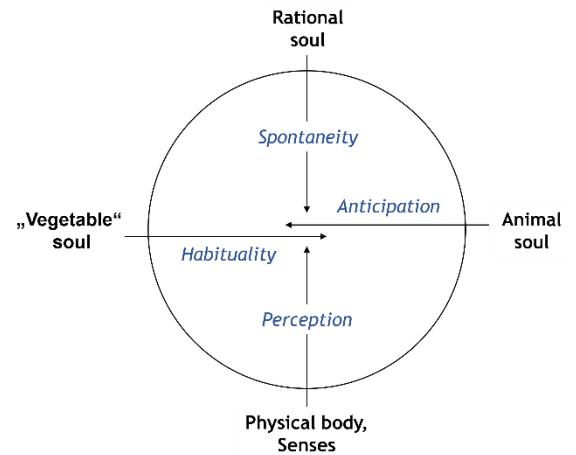 Rational
soul
Spontaneity
Anticipation
„Vegetable“
soul
Animal
soul
Habituality
Perception
Physical body,
Senses